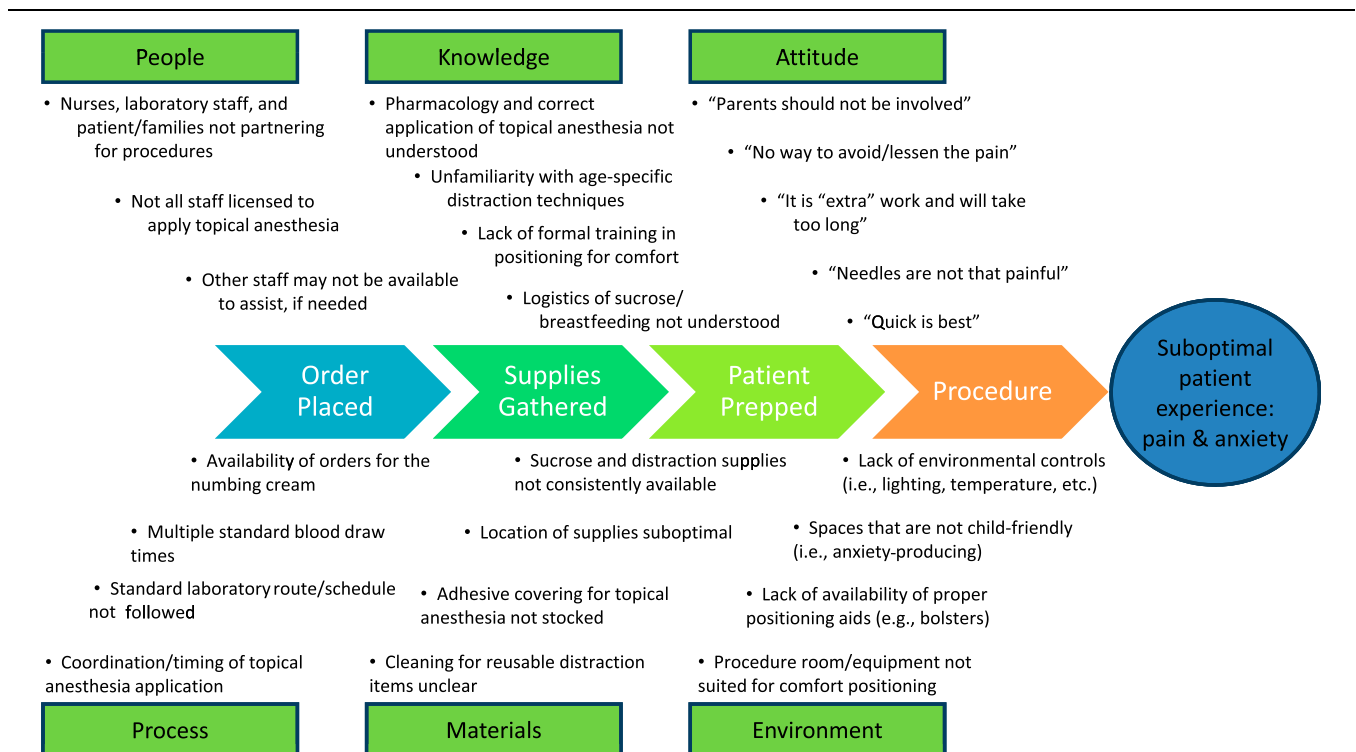 People
• Nurses, laboratory staff, and
patient/families not partnering
for procedures
• Not all staff licensed to
apply topical anesthesia
• Other staff may not be available
to assist, if needed
Knowledge
• Pharmacology and correct
application of topical anesthesia not
understood
• Unfamiliarity with age-specific
distraction techniques
• Lack of formal training in
positioning for comfort
• Logistics of sucrose/
breastfeeding not understood
Attitude
• “Parents should not be involved”
• “No way to avoid/lessen the pain”
• “It is “extra” work and will take
too long”
• “Needles are not that painful”
• “Quick is best”
Order
Placed
Supplies
Gathered
Patient
Prepped
Procedure
Suboptimal
patient
experience:
pain & anxiety
• Availability of orders for the
numbing cream
• Multiple standard blood draw
times
• Standard laboratory route/schedule
not followed
• Coordination/timing of topical
anesthesia application
Process
• Sucrose and distraction supplies
not consistently available
• Location of supplies suboptimal
• Adhesive covering for topical
anesthesia not stocked
• Cleaning for reusable distraction
items unclear
Materials
• Lack of environmental controls
(i.e., lighting, temperature, etc.)
• Spaces that are not child-friendly
(i.e., anxiety-producing)
• Lack of availability of proper
positioning aids (e.g., bolsters)
• Procedure room/equipment not
suited for comfort positioning
Environment